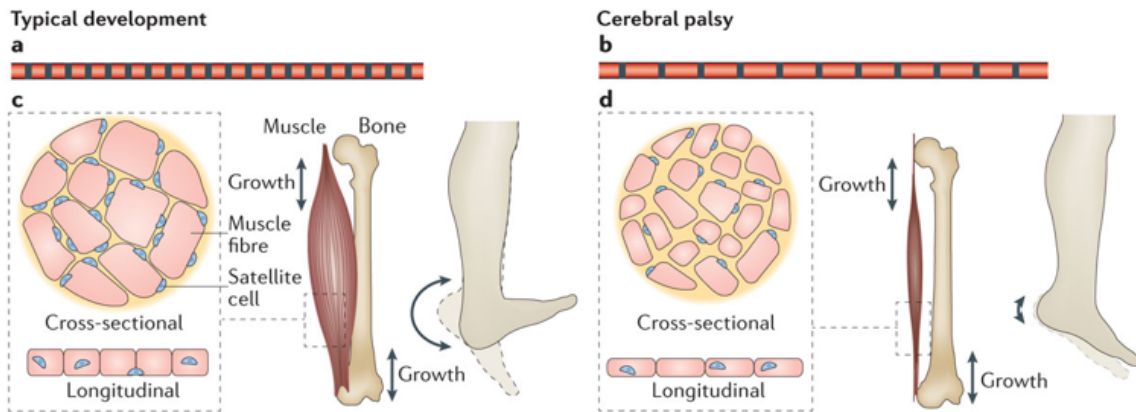 Typical development
a
c
Muscle Bone
Growth
Muscle
fibre
Satellite
cell
Cross-sectional
Longitudinal
Growth
Cerebral palsy
b
d
Growth
Cross-sectional
Longitudinal
Growth